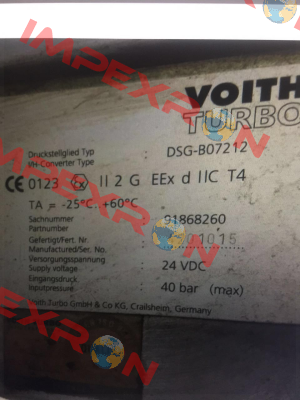 IMPEXRON
VOITH
TURBO
Druckstellglied Typ DSG-B07212
I/H-Converter Type
CE 0123 Ex II 2 G EEx d IIC T4
TA = -25°C..+60°C
Sachnummer 91868260
Partnumber
Gefertigt/Fert. Nr.
Manufactured/Ser. No.
Versorgungsspannung 24 VDC
Supply voltage
Eingangsdruck 40 bar (max)
Inputpressure
Voith Turbo GmbH & Co KG, Crailsheim, Germany
IMPEXRON